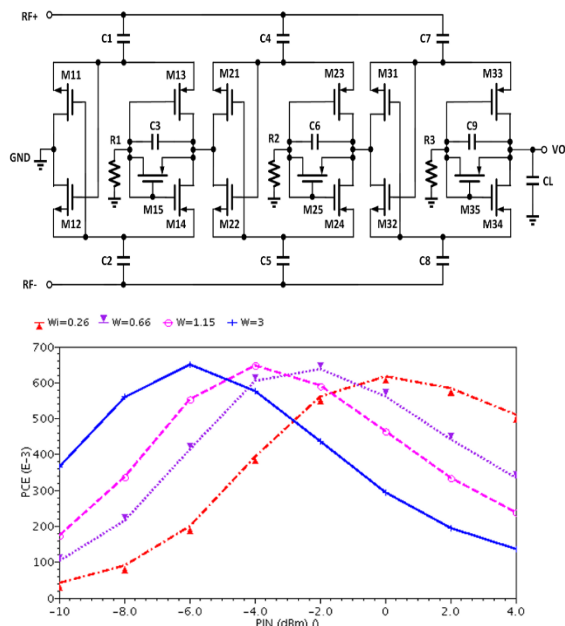 RF+
C1 C4 C7
M11 M13 M21 M23 M31 M33
R1 C3 R2 C6 R3 C9
GND VO
CL
M12 M15 M14 M22 M25 M24 M32 M35 M34
C2 C5 C8
RF-
Wi=0.26 W=0.66 W=1.15 W=3
700
600
500
400
300
200
100
0
PCE (E-3)
-10 -8.0 -6.0 -4.0 -2.0 0 2.0 4.0
PIN (dBm) ()